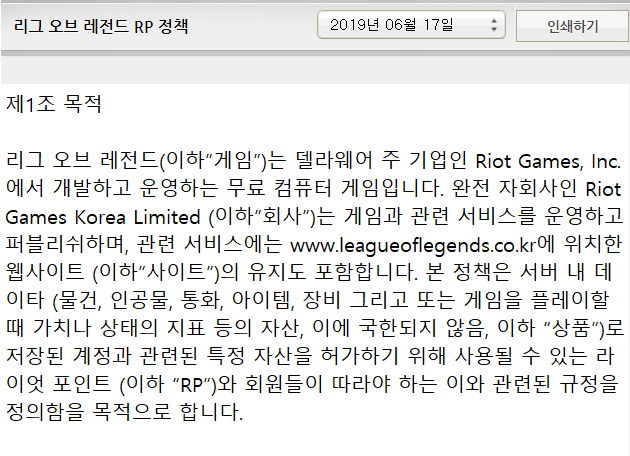 리그 오브 레전드 RP 정책
2019년 06월 17일
인쇄하기
제1조 목적
리그 오브 레전드(이하"게임")는 델라웨어 주 기업인 Riot Games, Inc.
에서 개발하고 운영하는 무료 컴퓨터 게임입니다. 완전 자회사인 Riot
Games Korea Limited (이하"회사")는 게임과 관련 서비스를 운영하고
퍼블리쉬하며, 관련 서비스에는 www.leagueoflegends.co.kr에 위치한
웹사이트 (이하"사이트")의 유지도 포함합니다. 본 정책은 서버 내 데
이타 (물건, 인공물, 통화, 아이템, 장비 그리고 또는 게임을 플레이할
때 가치나 상태의 지표 등의 자산, 이에 국한되지 않음, 이하 "상품")로
저장된 계정과 관련된 특정 자산을 허가하기 위해 사용될 수 있는 라
이엇 포인트 (이하 "RP")와 회원들이 따라야 하는 이와 관련된 규정을
정의함을 목적으로 합니다.